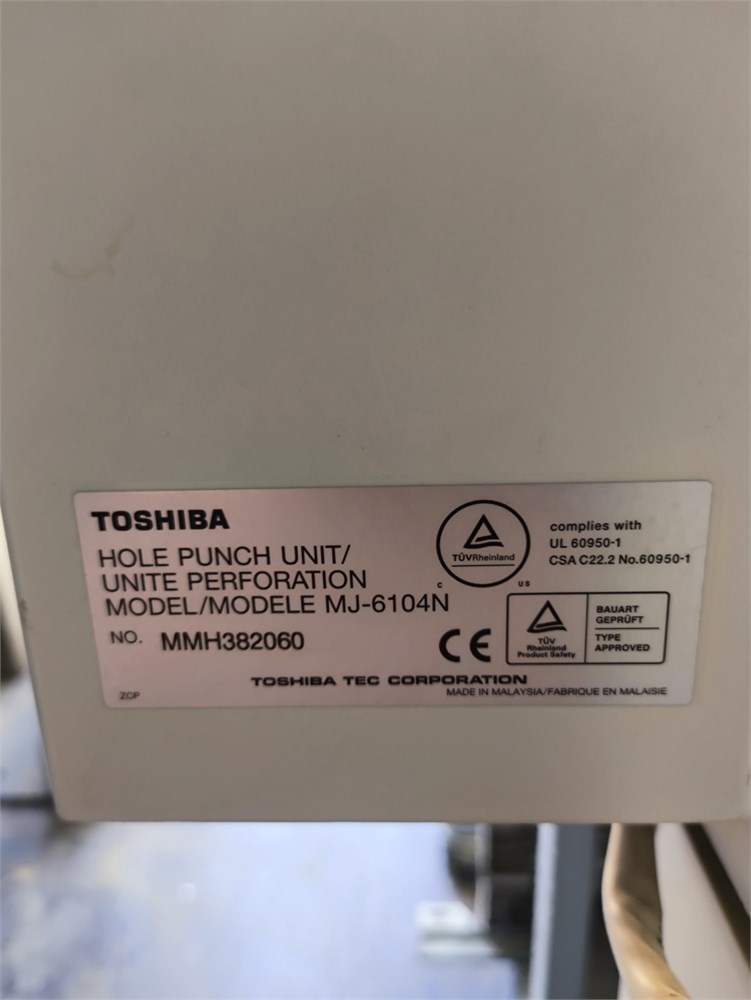 TOSHIBA
HOLE PUNCH UNIT/
UNITE PERFORATION
MODEL/MODELE MJ-6104N
NO. MMH382060
TÜVRheinland
C US
complies with
UL 60950-1
CSA C22.2 No.60950-1
CE
TÜV
Rheinland
Product Safety
BAUART
GEPRÜFT
TYPE
APPROVED
TOSHIBA TEC CORPORATION
ZCP
MADE IN MALAYSIA/FABRIQUE EN MALAISIE